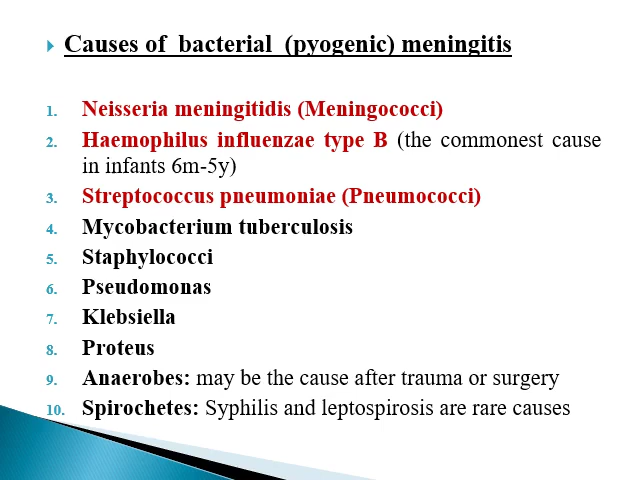 Causes of bacterial (pyogenic) meningitis
1. Neisseria meningitidis (Meningococci)
2. Haemophilus influenzae type B (the commonest cause
in infants 6m-5y)
3. Streptococcus pneumoniae (Pneumococci)
4. Mycobacterium tuberculosis
5. Staphylococci
6. Pseudomonas
7. Klebsiella
8. Proteus
9. Anaerobes: may be the cause after trauma or surgery
10. Spirochetes: Syphilis and leptospirosis are rare causes